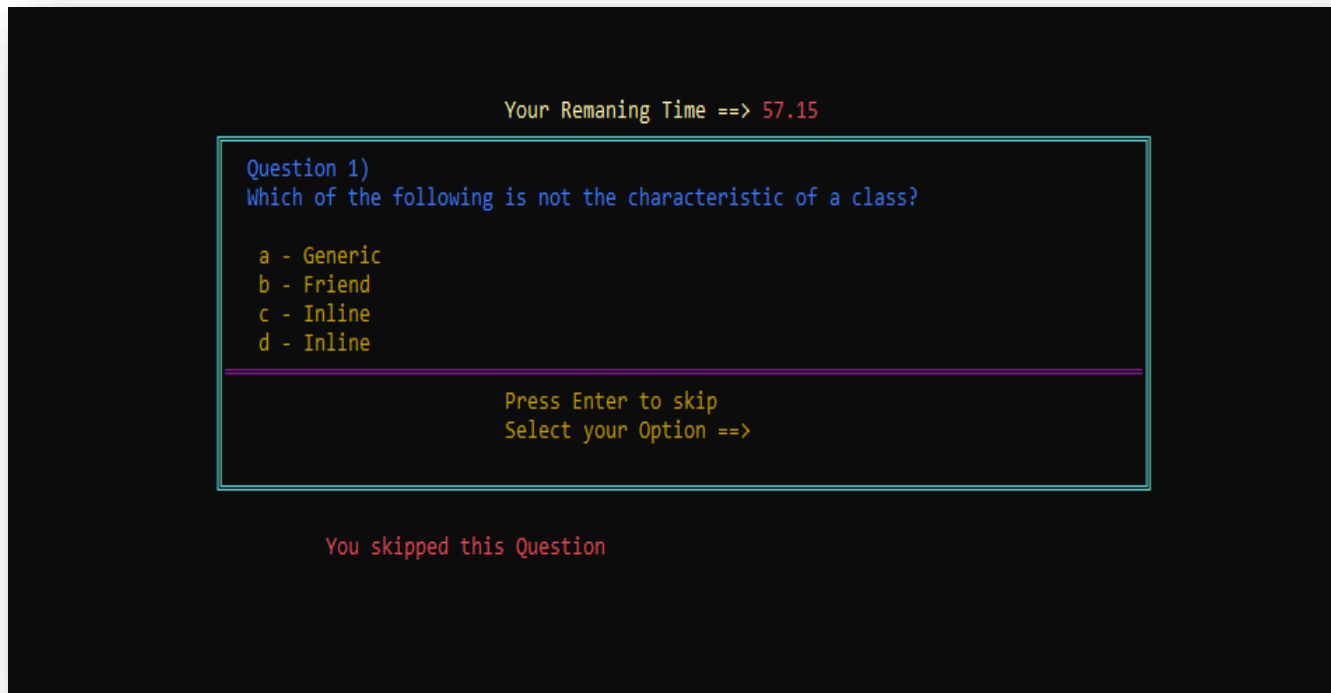 Your Remaning Time ==> 57.15
Question 1)
Which of the following is not the characteristic of a class?
a - Generic
b - Friend
c - Inline
d - Inline
Press Enter to skip
Select your Option ==>
You skipped this Question